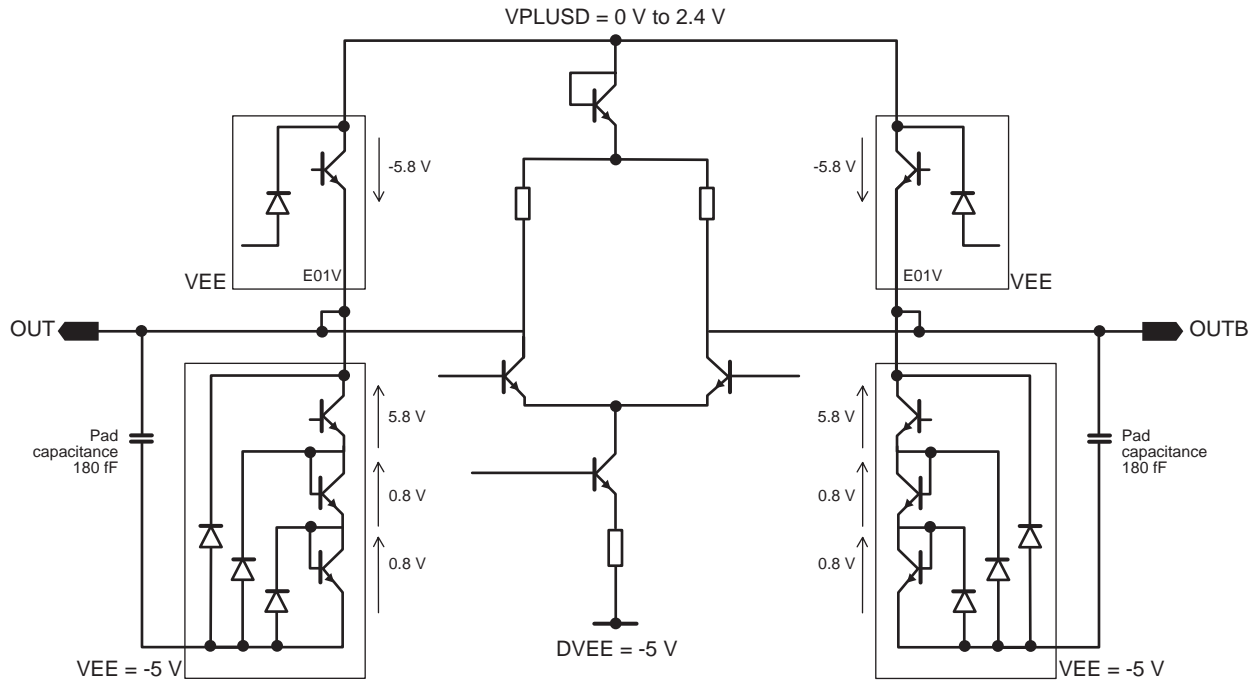 VPLUSD = 0 V to 2.4 V
-5.8 V
-5.8 V
VEE
E01V
E01V
VEE
OUT
OUTB
5.8 V
5.8 V
Pad
capacitance
180 fF
Pad
capacitance
180 fF
0.8 V
0.8 V
0.8 V
0.8 V
VEE = -5 V
DVEE = -5 V
VEE = -5 V